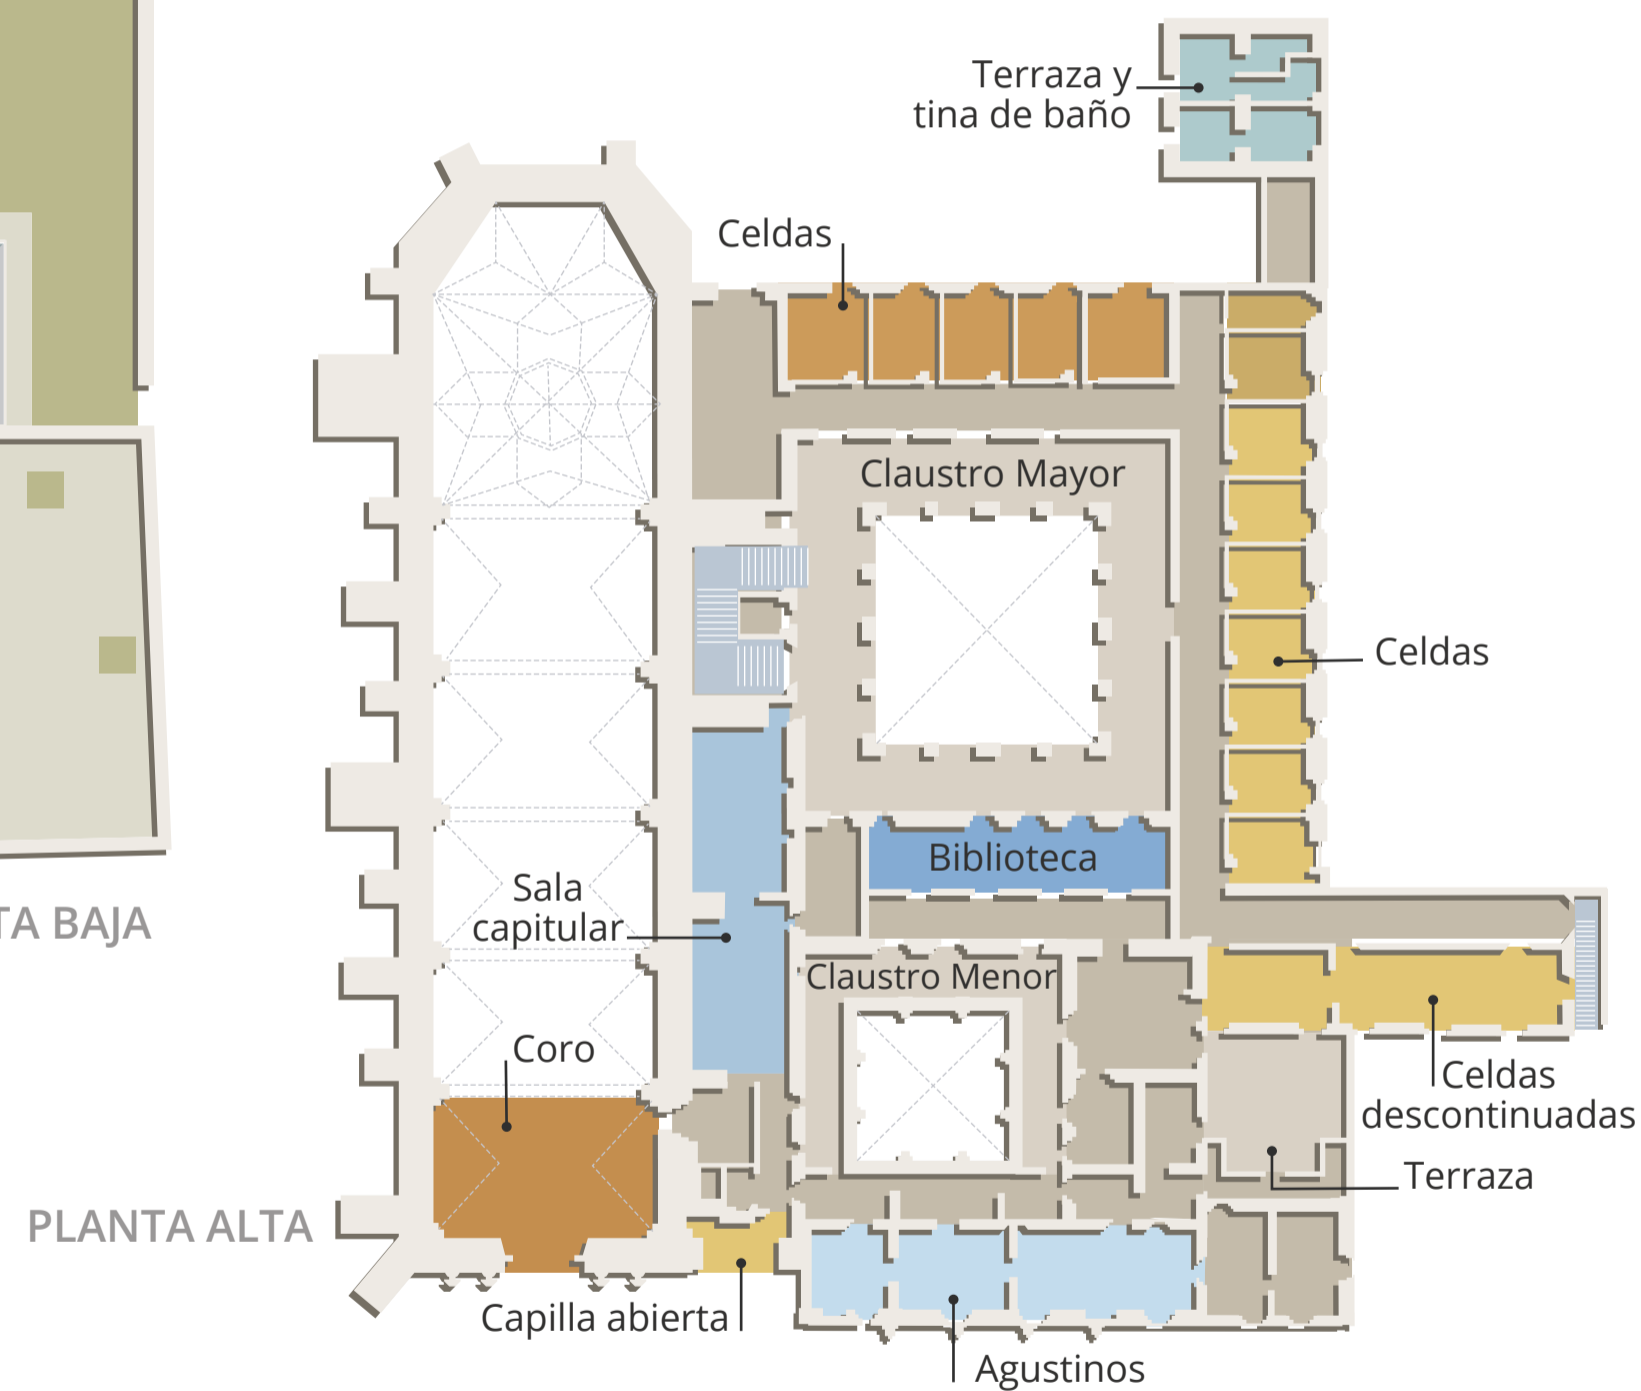 Terraza y
tina de baño
Celdas
Claustro Mayor
Celdas
Biblioteca
Sala
capitular
TA BAJA
Claustro Menor
Coro
Celdas
descontinuadas
Terraza
PLANTA ALTA
Capilla abierta
Agustinos